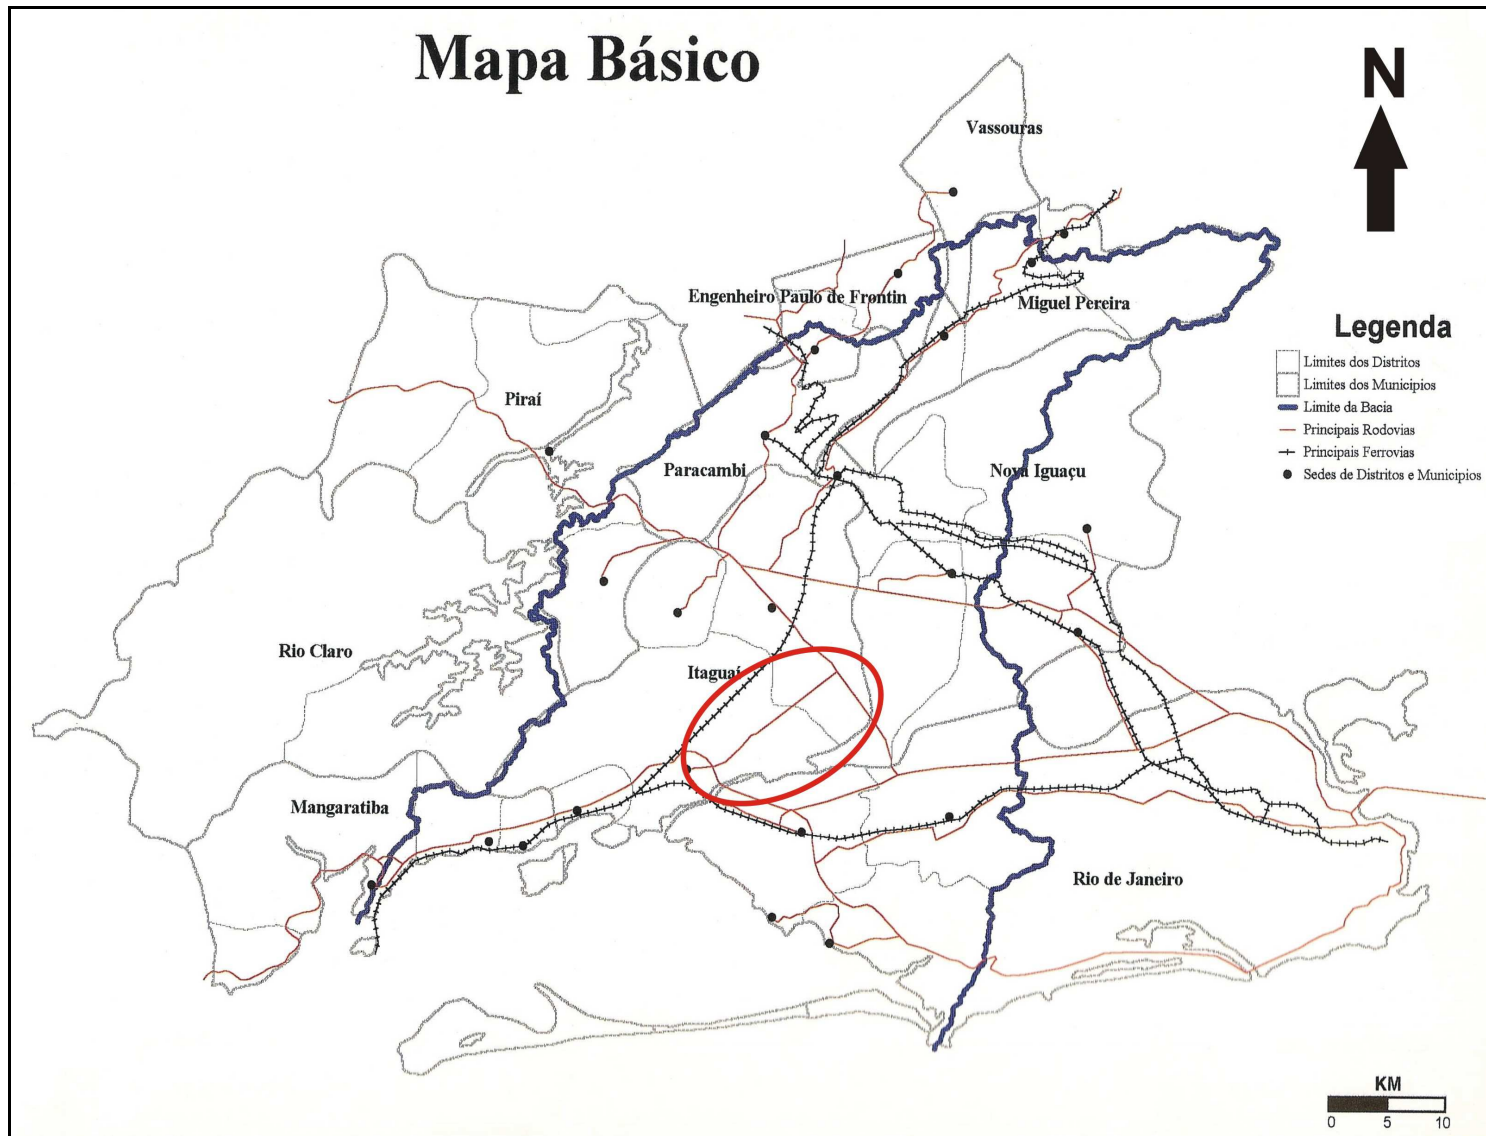 Mapa Básico
N
Vassouras
Engenheiro Paulo de Frontin
Miguel Pereira
Legenda
Limites dos Distritos
Limites dos Municipios
Limite da Bacia
Principais Rodovias
Principais Ferrovias
Sedes de Distritos e Municipios
Piraí
Paracambi
Nova Iguaçu
Rio Claro
Itaguaí
Mangaratiba
Rio de Janeiro
KM
0 5 10